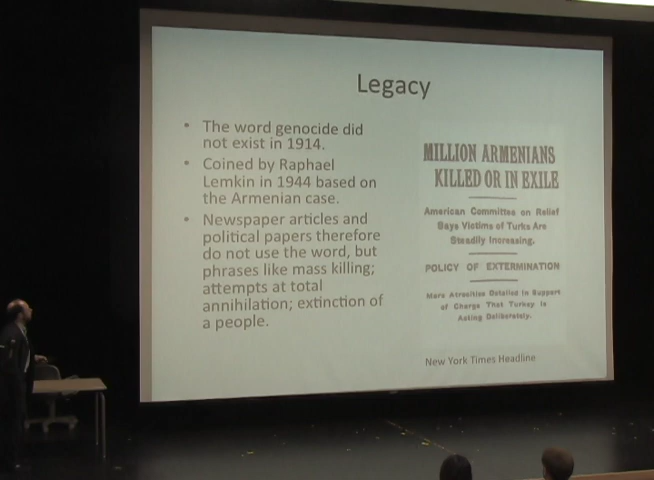 Legacy
• The word genocide did
not exist in 1914.
• Coined by Raphael
Lemkin in 1944 based on
the Armenian case.
• Newspaper articles and
political papers therefore
do not use the word, but
phrases like mass killing;
attempts at total
annihilation; extinction of
a people.
MILLION ARMENIANS
KILLED OR IN EXILE
American Committee on Relief
Says Victims of Turks Are
Steadily Increasing.
POLICY OF EXTERMINATION
More Atrocities Detailed in Support
of Charge That Turkey Is
Acting Deliberately.
New York Times Headline